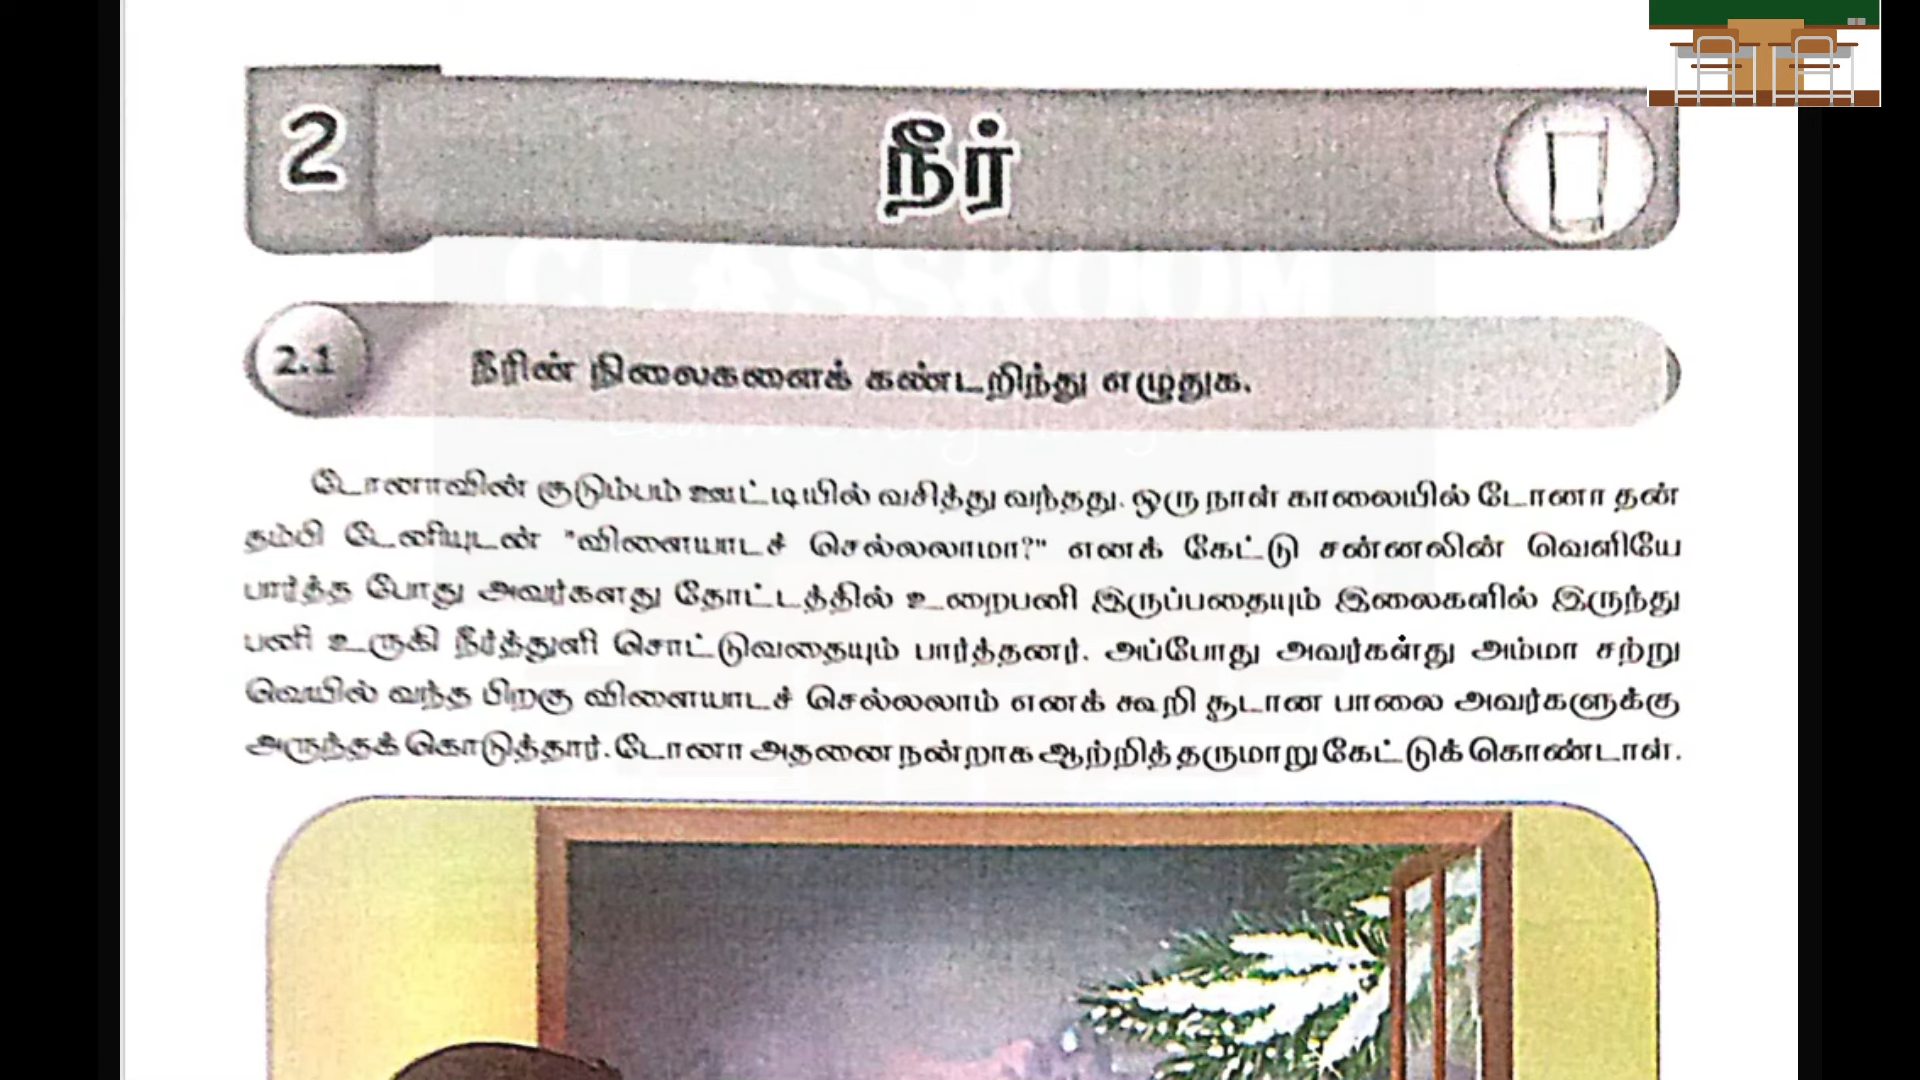 2
நீர்
CLASSROOM
2.1
நீரின் நிலைகளைக் கண்டறிந்து எழுதுக.
டோனாவின் குடும்பம் ஊட்டியில் வசித்து வந்தது. ஒரு நாள் காலையில் டோனா தன்
தம்பி டேனியுடன் "விளையாடச் செல்லலாமா?" எனக் கேட்டு சன்னலின் வெளியே
பார்த்த போது அவர்களது தோட்டத்தில் உறைபனி இருப்பதையும் இலைகளில் இருந்து
பனி உருகி நீர்த்துளி சொட்டுவதையும் பார்த்தனர். அப்போது அவர்களது அம்மா சற்று
வெயில் வந்த பிறகு விளையாடச் செல்லலாம் எனக் கூறி சூடான பாலை அவர்களுக்கு
அருந்தக் கொடுத்தார். டோனா அதனை நன்றாக ஆற்றித் தருமாறு கேட்டுக் கொண்டாள்.